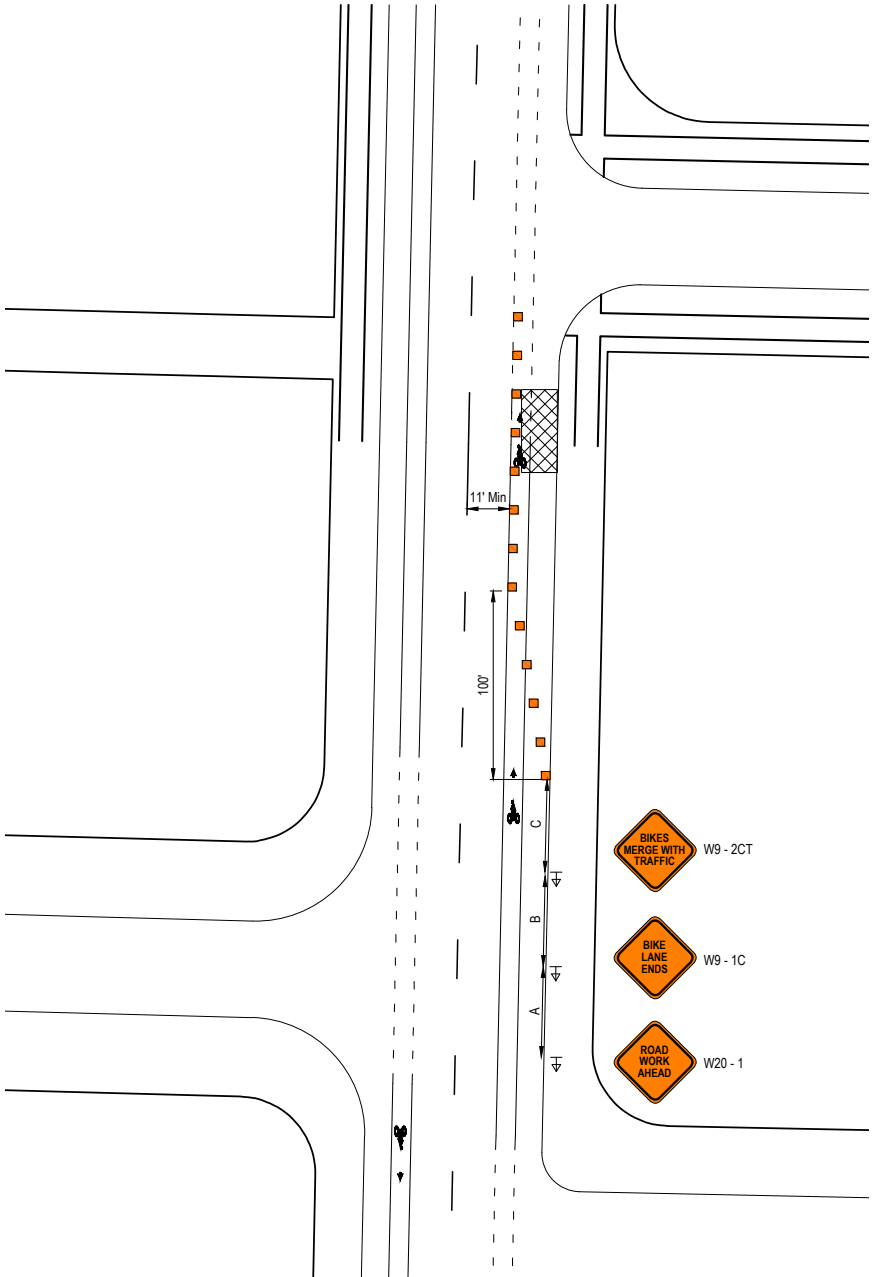 11' Min
100'
C
BIKES
MERGE WITH
TRAFFIC
W9 - 2CT
B
BIKE
LANE
ENDS
W9 - 1C
A
ROAD
WORK
AHEAD
W20 - 1